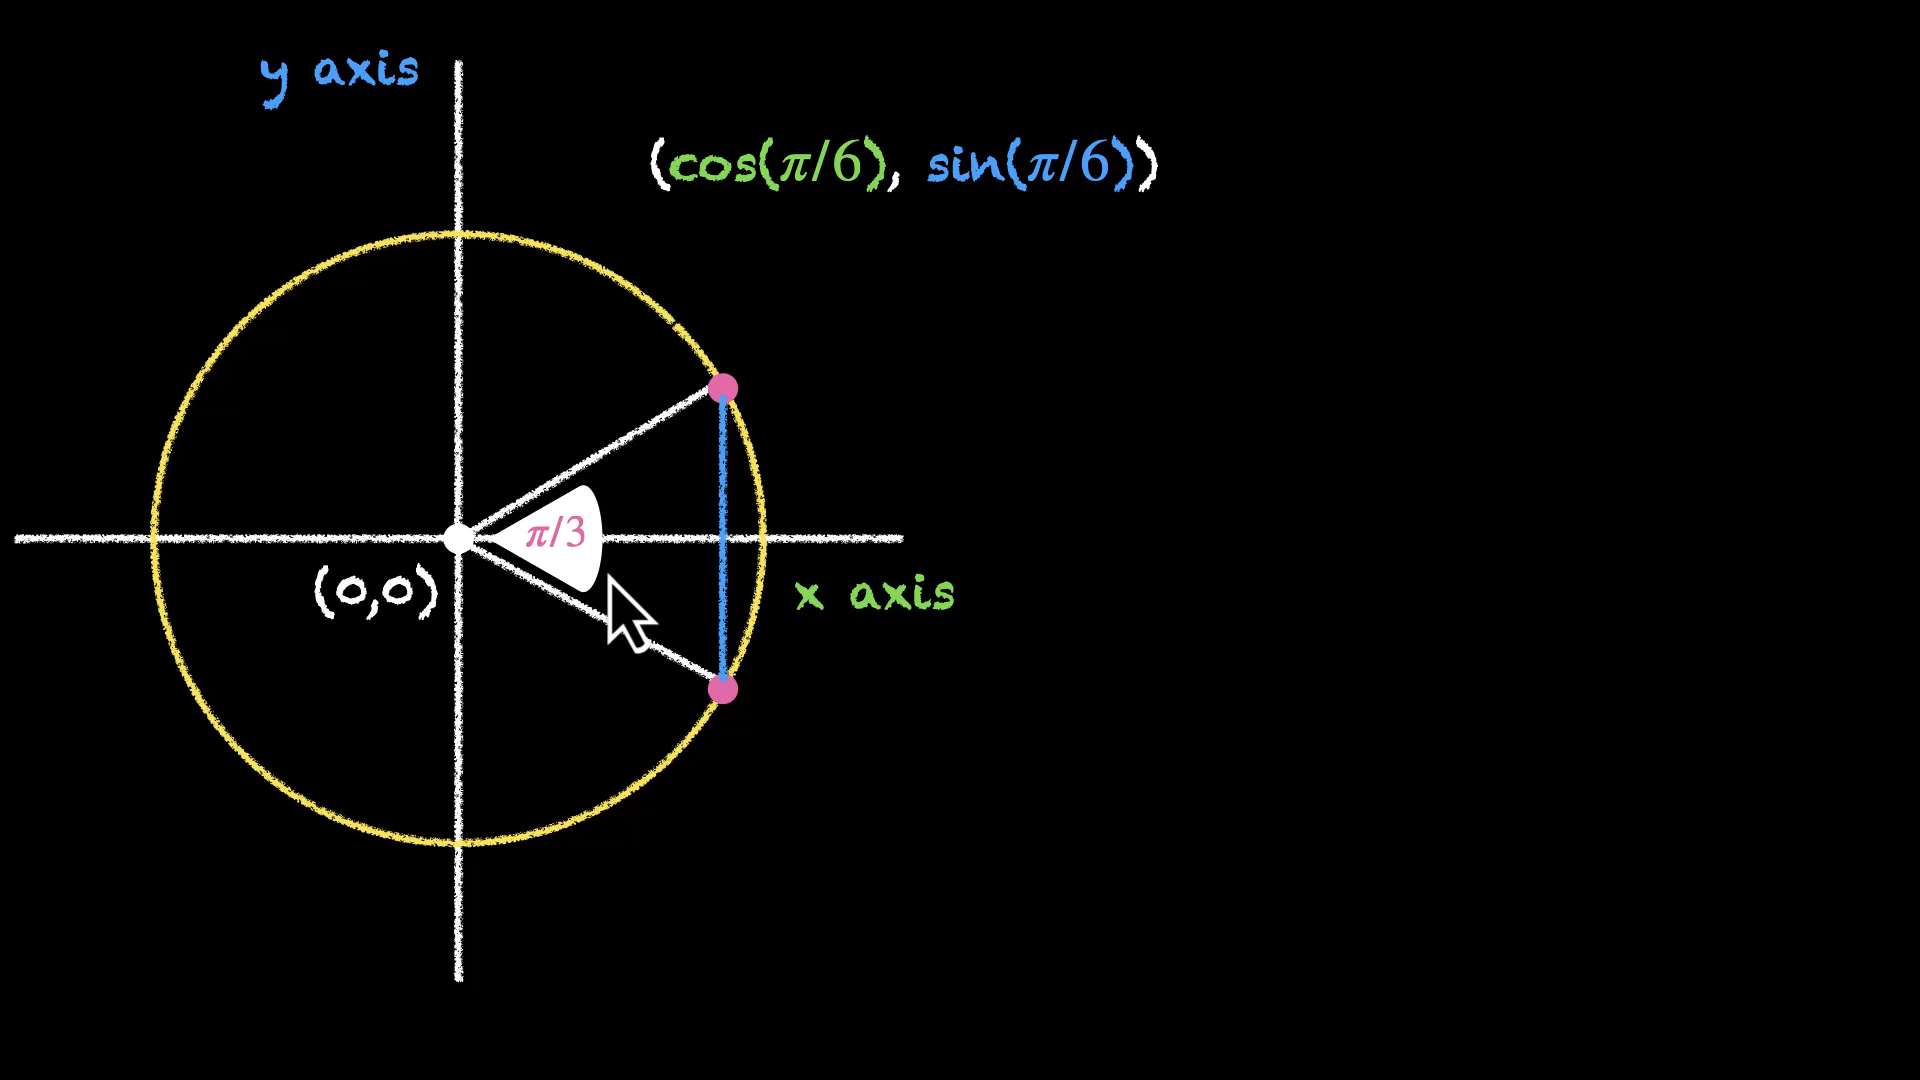 y axis
(cos(π/6), sin(π/6))
π/3
(0,0)
x axis